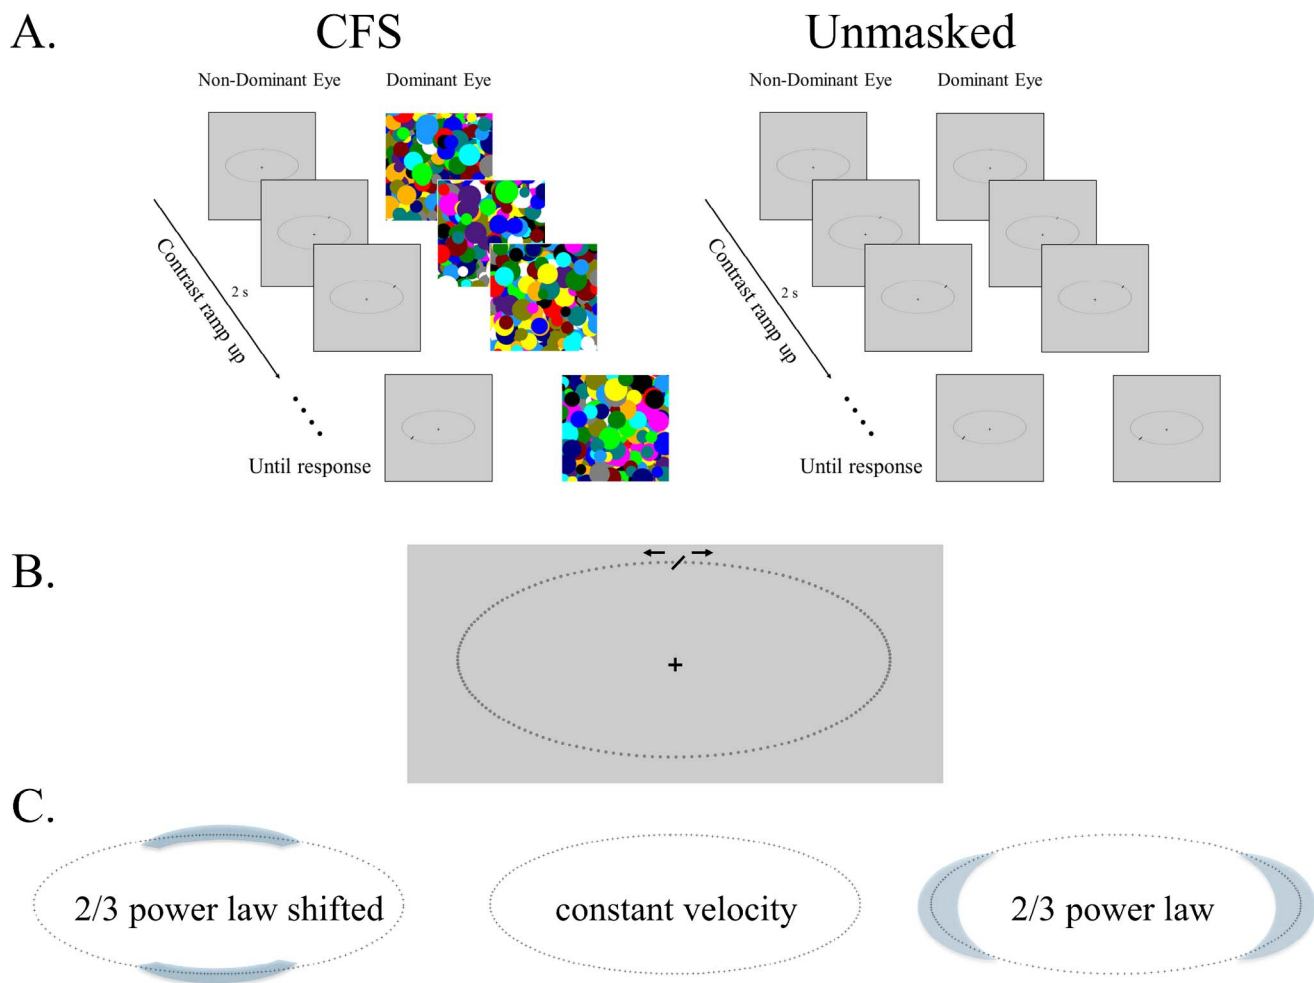 A.
CFS
Unmasked
Non-Dominant Eye
Dominant Eye
Non-Dominant Eye
Dominant Eye
Contrast ramp up
2 s
Contrast ramp up
2 s
Until response
Until response
B.
C.
2/3 power law shifted
constant velocity
2/3 power law